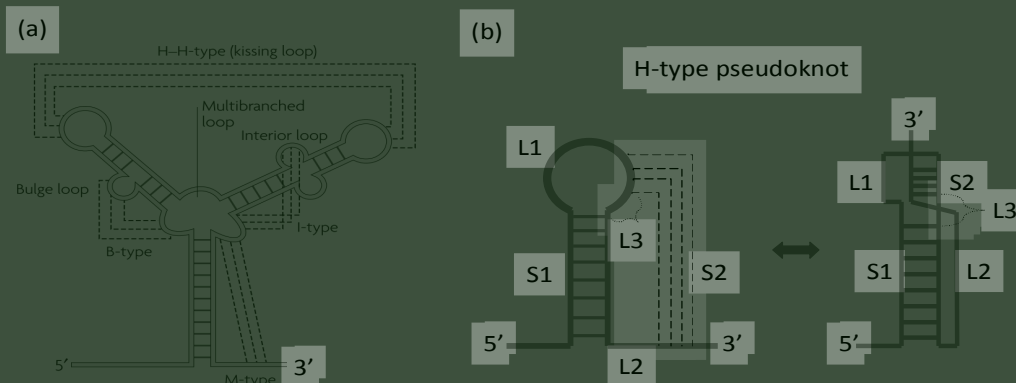 (a)
H–H-type (kissing loop)
Multibranched
loop
Interior loop
Bulge loop
I-type
B-type
5′
M-type
3’
(b)
H-type pseudoknot
L1
L3
S1
S2
5’
3’
L2
3’
L1
S2
L3
S1
L2
5’